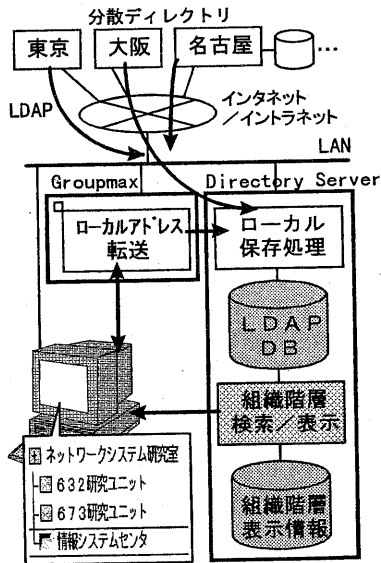 分散ディレクトリ
東京
大阪
名古屋
...
LDAP
インタネット
/イントラネット
LAN
Groupmax
Directory Server
ローカルアドレス
転送
ローカル
保存処理
LDAP
DB
組織階層
検索/表示
ネットワークシステム研究室
632研究ユニット
673研究ユニット
情報システムセンタ
組織階層
表示情報